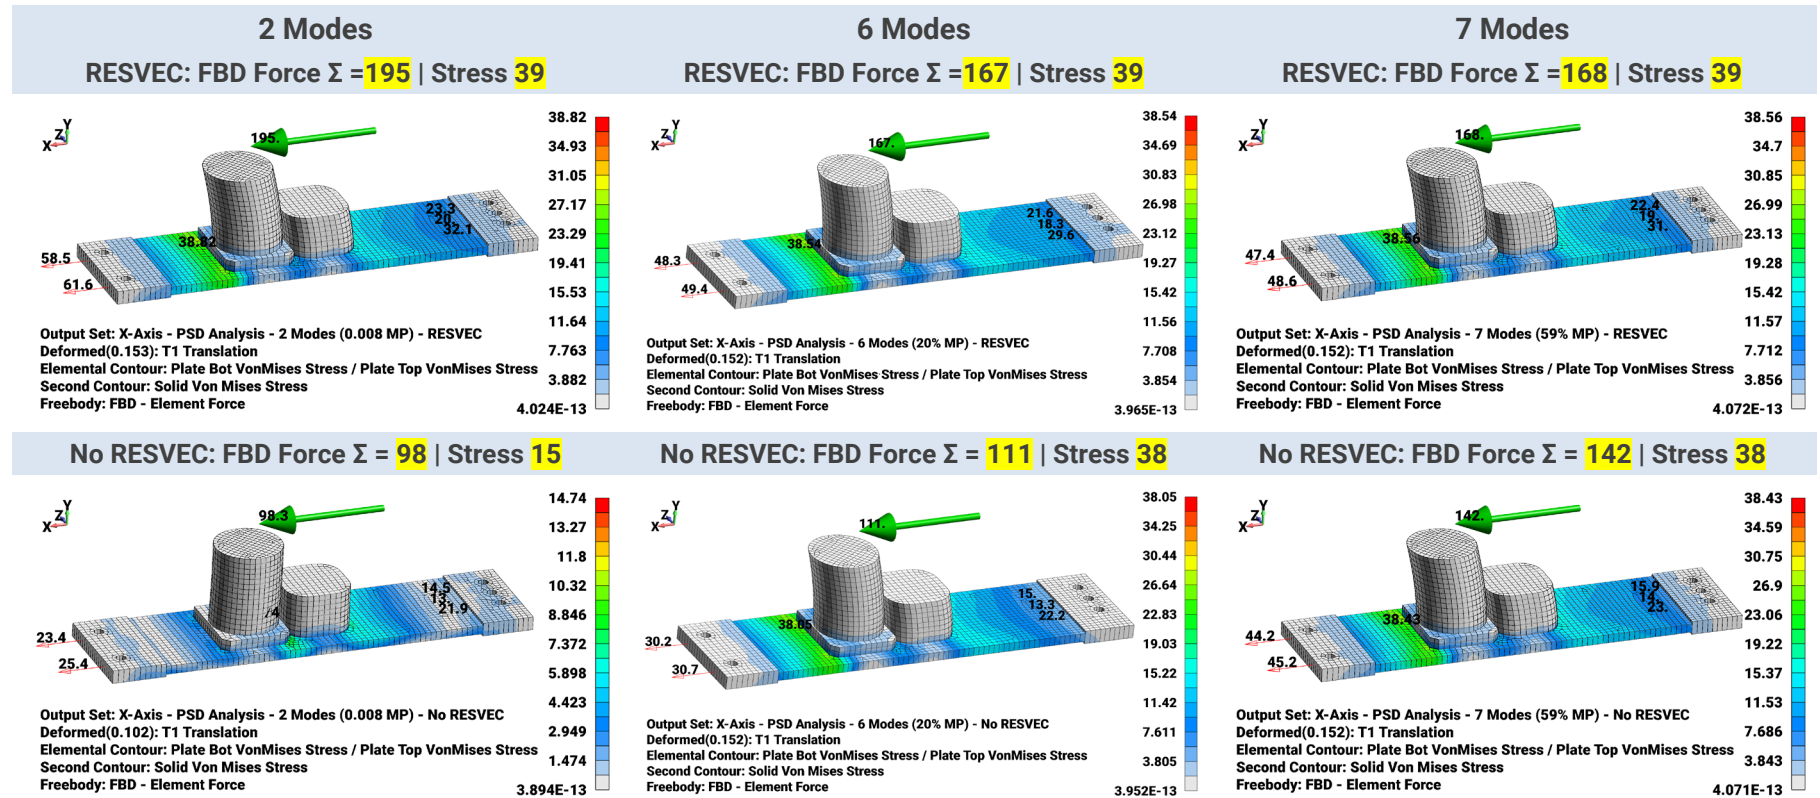 2 Modes
RESVEC: FBD Force Σ =195 | Stress 39
6 Modes
RESVEC: FBD Force Σ =167 | Stress 39
7 Modes
RESVEC: FBD Force Σ =168 | Stress 39
Y
Z
X
195.
23.3
20.
32.1
38.82
58.5
61.6
38.82
34.93
31.05
27.17
23.29
19.41
15.53
11.64
7.763
3.882
4.024E-13
Output Set: X-Axis - PSD Analysis - 2 Modes (0.008 MP) - RESVEC
Deformed(0.153): T1 Translation
Elemental Contour: Plate Bot VonMises Stress / Plate Top VonMises Stress
Second Contour: Solid Von Mises Stress
Freebody: FBD - Element Force
Y
Z
X
167.
21.6
18.3
29.6
38.54
48.3
49.4
38.54
34.69
30.83
26.98
23.12
19.27
15.42
11.56
7.708
3.854
3.965E-13
Output Set: X-Axis - PSD Analysis - 6 Modes (20% MP) - RESVEC
Deformed(0.152): T1 Translation
Elemental Contour: Plate Bot VonMises Stress / Plate Top VonMises Stress
Second Contour: Solid Von Mises Stress
Freebody: FBD - Element Force
Y
Z
X
168.
22.4
19.
31.
38.56
47.4
48.6
38.56
34.7
30.85
26.99
23.13
19.28
15.42
11.57
7.712
3.856
4.072E-13
Output Set: X-Axis - PSD Analysis - 7 Modes (59% MP) - RESVEC
Deformed(0.152): T1 Translation
Elemental Contour: Plate Bot VonMises Stress / Plate Top VonMises Stress
Second Contour: Solid Von Mises Stress
Freebody: FBD - Element Force
No RESVEC: FBD Force Σ = 98 | Stress 15
No RESVEC: FBD Force Σ = 111 | Stress 38
No RESVEC: FBD Force Σ = 142 | Stress 38
Y
Z
X
98.3
14.5
13.
21.9
23.4
25.4
14.74
13.27
11.8
10.32
8.846
7.372
5.898
4.423
2.949
1.474
3.894E-13
Output Set: X-Axis - PSD Analysis - 2 Modes (0.008 MP) - No RESVEC
Deformed(0.102): T1 Translation
Elemental Contour: Plate Bot VonMises Stress / Plate Top VonMises Stress
Second Contour: Solid Von Mises Stress
Freebody: FBD - Element Force
Y
Z
X
111.
15.
13.3
22.2
38.05
30.2
30.7
38.05
34.25
30.44
26.64
22.83
19.03
15.22
11.42
7.611
3.805
3.952E-13
Output Set: X-Axis - PSD Analysis - 6 Modes (20% MP) - No RESVEC
Deformed(0.152): T1 Translation
Elemental Contour: Plate Bot VonMises Stress / Plate Top VonMises Stress
Second Contour: Solid Von Mises Stress
Freebody: FBD - Element Force
Y
Z
X
142.
15.9
14.
23.
38.43
44.2
45.2
38.43
34.59
30.75
26.9
23.06
19.22
15.37
11.53
7.686
3.843
4.071E-13
Output Set: X-Axis - PSD Analysis - 7 Modes (59% MP) - No RESVEC
Deformed(0.152): T1 Translation
Elemental Contour: Plate Bot VonMises Stress / Plate Top VonMises Stress
Second Contour: Solid Von Mises Stress
Freebody: FBD - Element Force